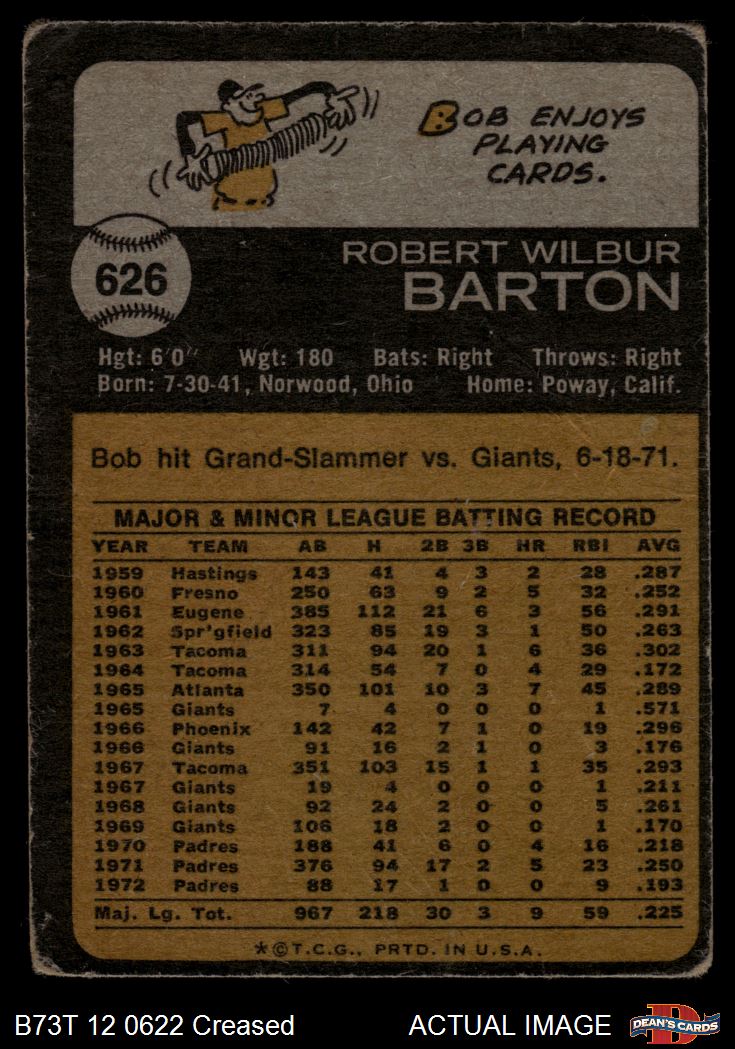 BOB ENJOYS
PLAYING
CARDS.
626
ROBERT WILBUR
BARTON
Hgt: 6'0" Wgt: 180 Bats: Right Throws: Right
Born: 7-30-41, Norwood, Ohio Home: Poway, Calif.
Bob hit Grand-Slammer vs. Giants, 6-18-71.
MAJOR & MINOR LEAGUE BATTING RECORD
YEAR TEAM AB H 2B 3B HR RBI AVG
1959 Hastings 143 41 4 3 2 28 .287
1960 Fresno 250 63 9 2 5 32 .252
1961 Eugene 385 112 21 6 3 56 .291
1962 Spr'gfield 323 85 19 3 1 50 .263
1963 Tacoma 311 94 20 1 6 36 .302
1964 Tacoma 314 54 7 0 4 29 .172
1965 Atlanta 350 101 10 3 7 45 .289
1965 Giants 7 4 0 0 0 1 .571
1966 Phoenix 142 42 7 1 0 19 .296
1966 Giants 91 16 2 1 0 3 .176
1967 Tacoma 351 103 15 1 1 35 .293
1967 Giants 19 4 0 0 0 1 .211
1968 Giants 92 24 2 0 0 5 .261
1969 Giants 106 18 2 0 0 1 .170
1970 Padres 188 41 6 0 4 16 .218
1971 Padres 376 94 17 2 5 23 .250
1972 Padres 88 17 1 0 0 9 .193
Maj. Lg. Tot. 967 218 30 3 9 59 .225
*©T.C.G., PRTD. IN U.S.A.
B73T 12 0622 Creased ACTUAL IMAGE
D
DEAN'S CARDS